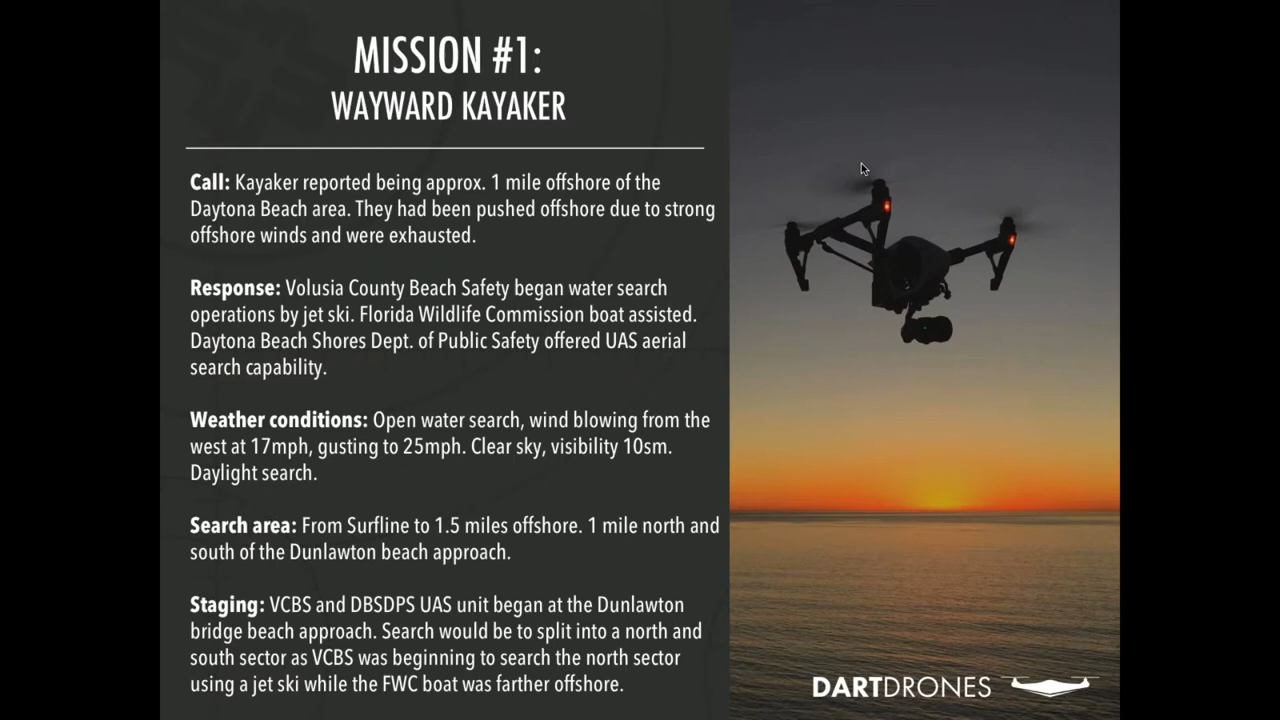 MISSION #1:
WAYWARD KAYAKER
Call: Kayaker reported being approx. 1 mile offshore of the
Daytona Beach area. They had been pushed offshore due to strong
offshore winds and were exhausted.
Response: Volusia County Beach Safety began water search
operations by jet ski. Florida Wildlife Commission boat assisted.
Daytona Beach Shores Dept. of Public Safety offered UAS aerial
search capability.
Weather conditions: Open water search, wind blowing from the
west at 17mph, gusting to 25mph. Clear sky, visibility 10sm.
Daylight search.
Search area: From Surfline to 1.5 miles offshore. 1 mile north and
south of the Dunlawton beach approach.
Staging: VCBS and DBSDPS UAS unit began at the Dunlawton
bridge beach approach. Search would be to split into a north and
south sector as VCBS was beginning to search the north sector
using a jet ski while the FWC boat was farther offshore.
DARTDRONES